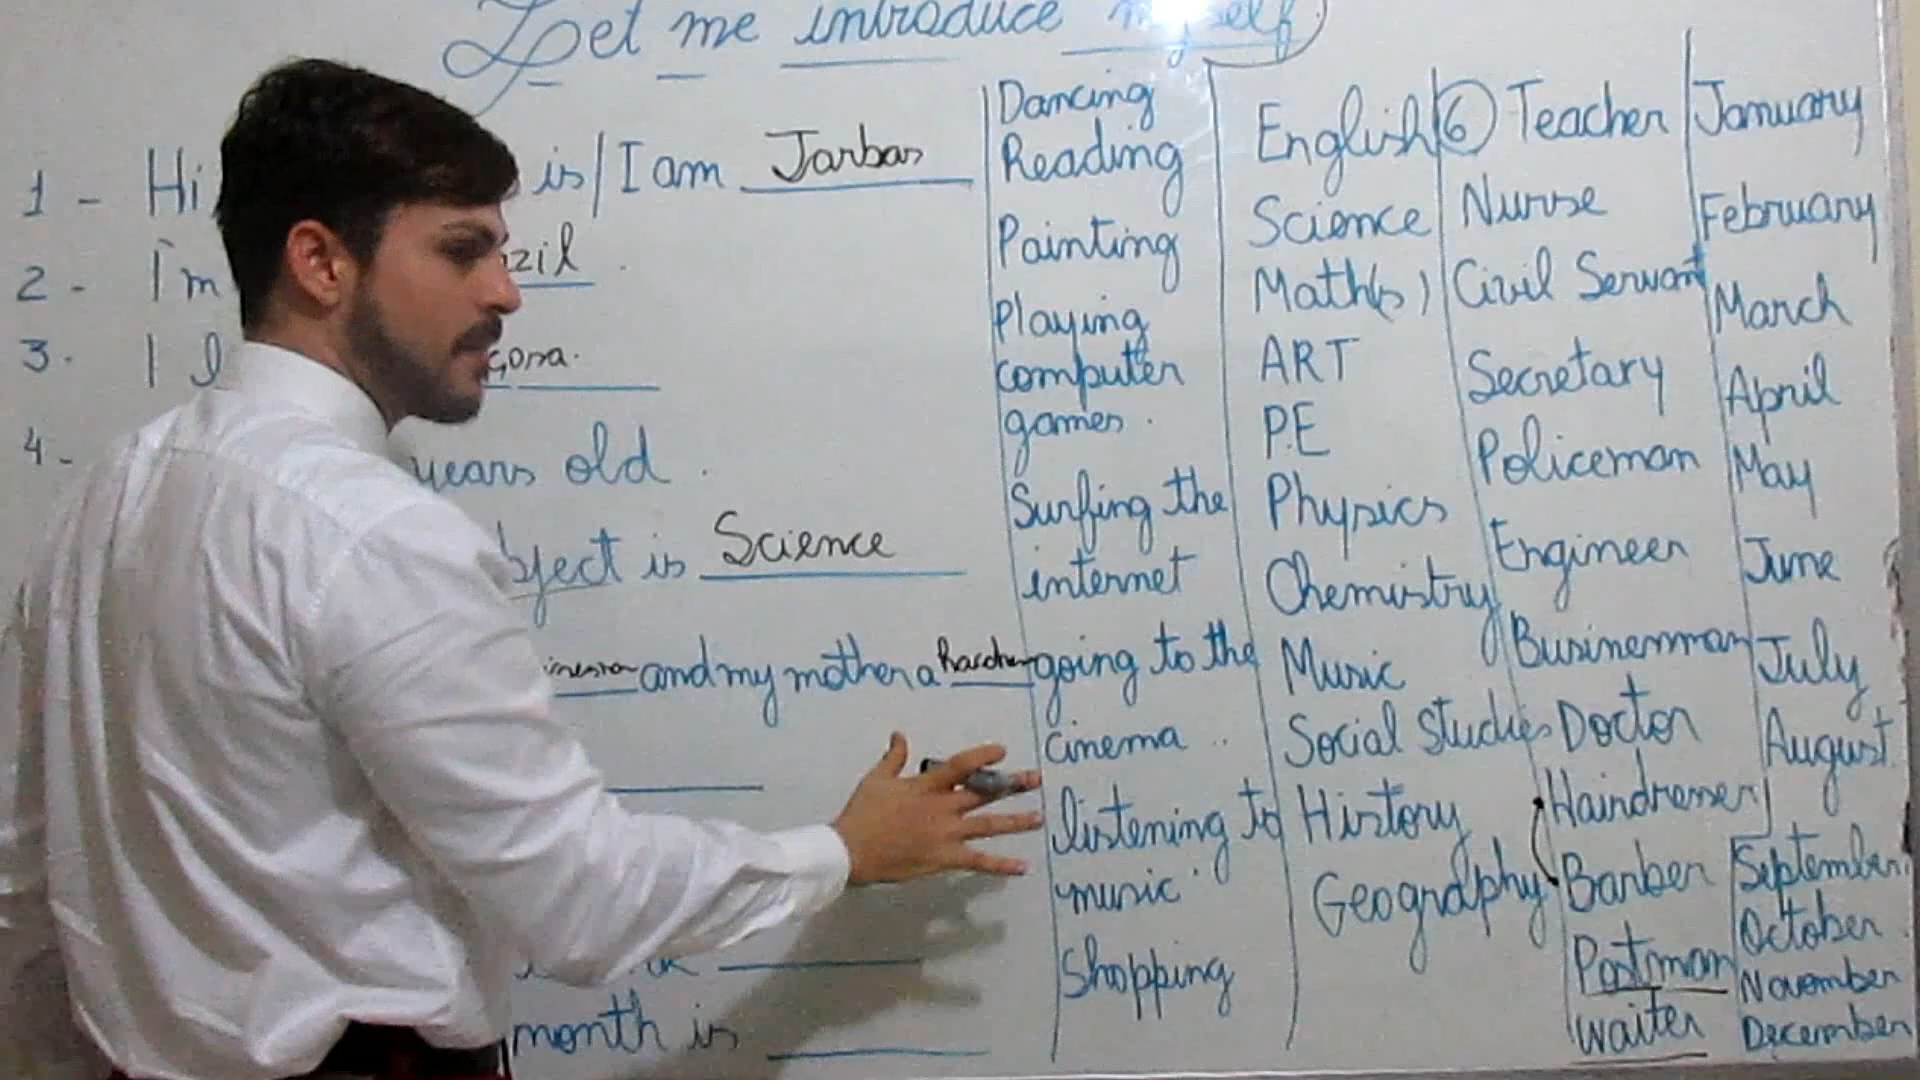 Let me introduce myself
1 - Hi is / I am Jarbas
2 - I'm zil .
3 . I l
4 - years old .
bject is Science
and my mother a
month is
Dancing
Reading
Painting
Playing
computer
games .
Surfing the
internet
going to the
cinema ..
listening to
music .
Shopping
English
Science
Math(s)
ART
P.E
Physics
Chemistry
Music
Social Studies
History
Geography
6 Teacher
Nurse
Civil Servant
Secretary
Policeman
Engineer
Businessman
Doctor
Hairdresser
Barber
Postman
waiter
January
February
March
April
May
June
July
August
September
October
November
December